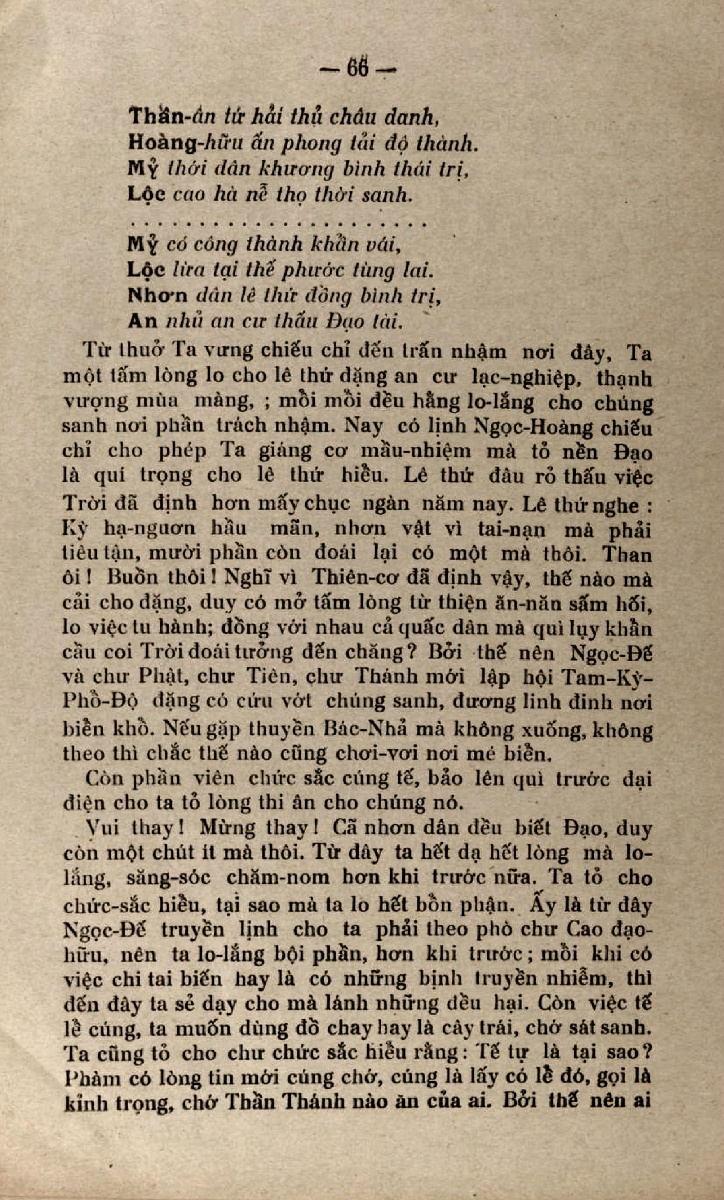 — 66 —
Thần-ân tứ hải thủ châu danh,
Hoàng-hữu ấn phong tải độ thành.
Mỹ thới dân khương bình thái trị,
Lộc cao hà nễ thọ thời sanh.
. . . . . . . . . . . . . . . . . . . . . .
Mỹ có công thành khẩn vái,
Lộc lừa tại thế phước tùng lai.
Nhơn dân lê thứ đồng bình trị,
An nhủ an cư thấu Đạo tài.
Từ thuở Ta vưng chiếu chỉ đến trấn nhậm nơi đây, Ta
một tấm lòng lo cho lê thứ dặng an cư lạc-nghiệp, thạnh
vượng mùa màng, ; mồi mồi đều hằng lo-lắng cho chúng
sanh nơi phần trách nhậm. Nay có lịnh Ngọc-Hoàng chiếu
chỉ cho phép Ta giáng cơ mầu-nhiệm mà tỏ nền Đạo
là quí trọng cho lê thứ hiểu. Lê thứ đâu rỏ thấu việc
Trời đã định hơn mấy chục ngàn năm nay. Lê thứ nghe :
Kỳ hạ-nguơn hầu mãn, nhơn vật vì tai-nạn mà phải
tiêu tận, mười phần còn đoái lại có một mà thôi. Than
ôi ! Buồn thôi ! Nghĩ vì Thiên-cơ đã định vậy, thế nào mà
cải cho đặng, duy có mở tấm lòng từ thiện ăn-năn sấm hối,
lo việc tu hành; đồng với nhau cả quấc dân mà quì lụy khẩn
cầu coi Trời đoái tưởng đến chăng? Bởi thế nên Ngọc-Đế
và chư Phật, chư Tiên, chư Thánh mới lập hội Tam-Kỳ-
Phồ-Độ dặng có cứu vớt chúng sanh, đương linh đinh nơi
biển khổ. Nếu gặp thuyền Bác-Nhả mà không xuống, không
theo thì chắc thế nào cũng chơi-vơi nơi mé biển.
Còn phần viên chức sắc cúng tế, bảo lên quì trước đại
điện cho ta tỏ lòng thi ân cho chúng nó.
Vui thay ! Mừng thay ! Cã nhơn dân đều biết Đạo, duy
còn một chút ít mà thôi. Từ đây ta hết dạ hết lòng mà lo-
lắng, săng-sóc chăm-nom hơn khi trước nữa. Ta tỏ cho
chức-sắc hiểu, tại sao mà ta lo hết bồn phận. Ấy là từ đây
Ngọc-Đế truyền lịnh cho ta phải theo phò chư Cao đạo-
hữu, nên ta lo-lắng bội phần, hơn khi trước ; mồi khi có
việc chi tai biến hay là có những bịnh truyền nhiễm, thì
đến đây ta sẻ dạy cho mà lánh những đều hại. Còn việc tế
lề cúng, ta muốn dùng đồ chay hay là cây trái, chớ sát sanh.
Ta cũng tỏ cho chư chức sắc hiểu rằng : Tế tự là tại sao?
Phàm có lòng tin mới cúng chớ, cúng là lấy có lề đó, gọi là
kỉnh trọng, chớ Thần Thánh nào ăn của ai. Bởi thế nên ai